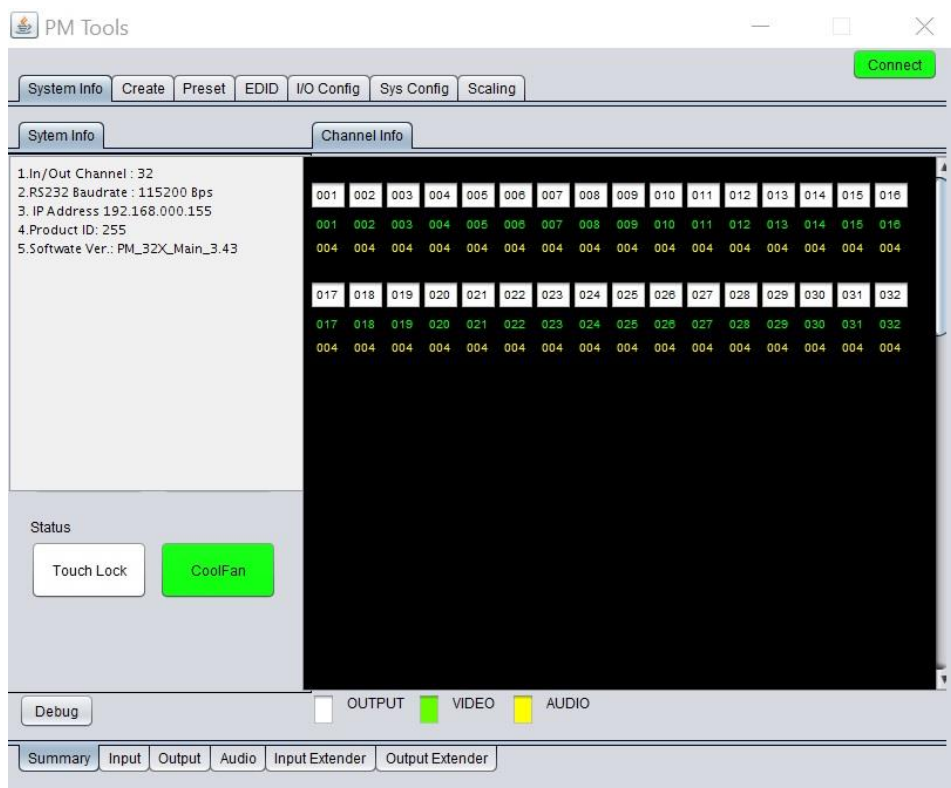 PM Tools
Connect
System Info Create Preset EDID I/O Config Sys Config Scaling
Sytem Info
Channel Info
1.In/Out Channel : 32
2.RS232 Baudrate : 115200 Bps
3. IP Address 192.168.000.155
4.Product ID: 255
5.Softwate Ver.: PM_32X_Main_3.43
001 002 003 004 005 006 007 008 009 010 011 012 013 014 015 016
001 002 003 004 005 006 007 008 009 010 011 012 013 014 015 016
004 004 004 004 004 004 004 004 004 004 004 004 004 004 004 004
017 018 019 020 021 022 023 024 025 026 027 028 029 030 031 032
017 018 019 020 021 022 023 024 025 026 027 028 029 030 031 032
004 004 004 004 004 004 004 004 004 004 004 004 004 004 004 004
Status
Touch Lock CoolFan
Debug
OUTPUT VIDEO AUDIO
Summary Input Output Audio Input Extender Output Extender